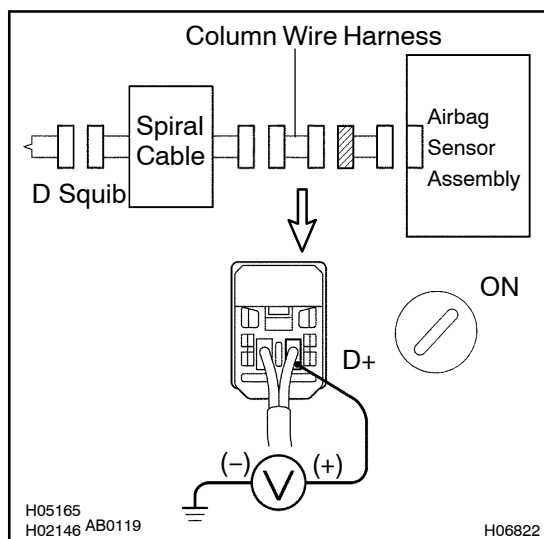 Column Wire Harness
Spiral
Cable
Airbag
Sensor
Assembly
D Squib
ON
D+
(−)
V
(+)
H05165
H02146 AB0119
H06822